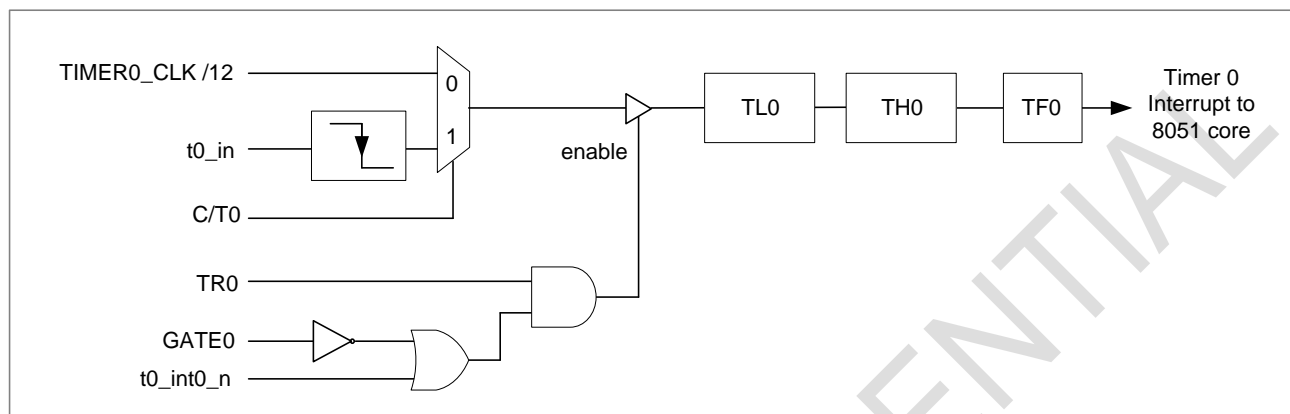 TIMER0_CLK /12
0
TL0
TH0
TF0
Timer 0
Interrupt to
8051 core
t0_in
1
enable
C/T0
TR0
GATE0
t0_int0_n
ENTIAL